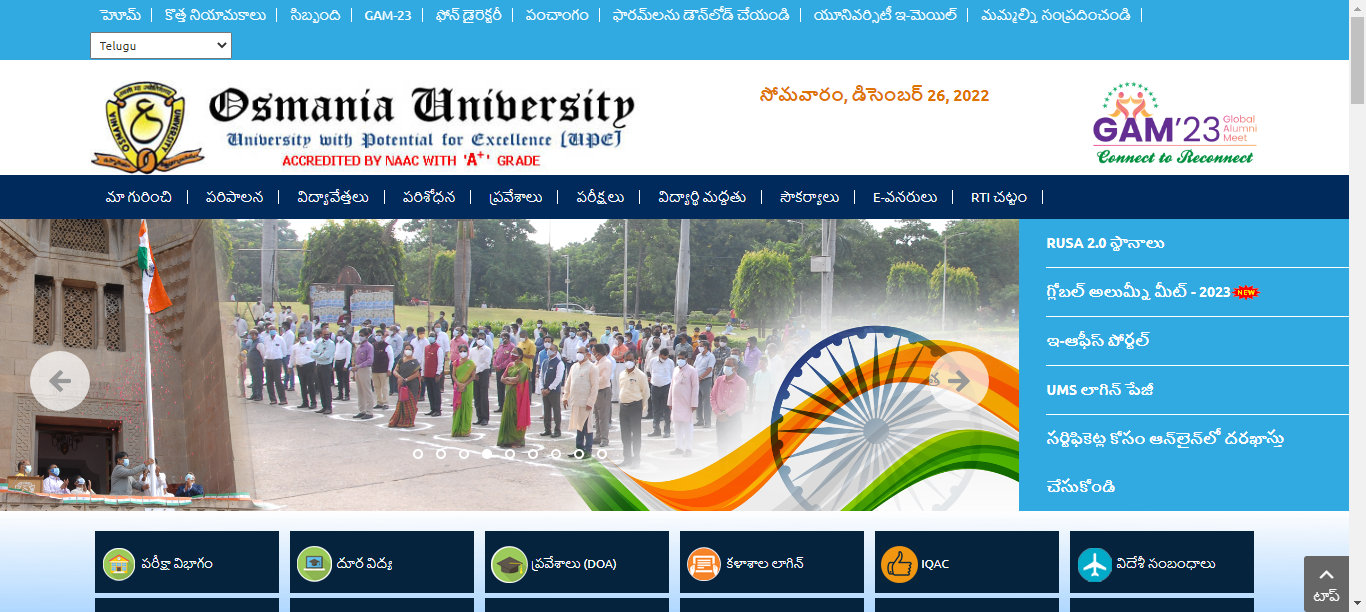 హోమ్ | కొత్త నియామకాలు | సిబ్బంది | GAM-23 | ఫోన్ డైరెక్టరీ | పంచాంగం | ఫారమ్‌లను డౌన్‌లోడ్ చేయండి | యూనివర్సిటీ ఇ-మెయిల్ | మమ్మల్ని సంప్రదించండి |
Telugu
Osmania University
University with Potential for Excellence [UPE]
ACCREDITED BY NAAC WITH 'A+' GRADE
సోమవారం, డిసెంబర్ 26, 2022
GAM'23 Global Alumni Meet
Connect to Reconnect
మా గురించి | పరిపాలన | విద్యావేత్తలు | పరిశోధన | ప్రవేశాలు | పరీక్షలు | విద్యార్థి మద్దతు | సౌకర్యాలు | E-వనరులు | RTI చట్టం |
RUSA 2.0 స్థానాలు
గ్లోబల్ అలుమ్నీ మీట్ - 2023 NEW
ఇ-ఆఫీస్ పోర్టల్
UMS లాగిన్ పేజీ
సర్టిఫికెట్ల కోసం ఆన్‌లైన్‌లో దరఖాస్తు
చేసుకోండి
పరీక్షా విభాగం
దూర విద్య
ప్రవేశాలు (DOA)
కళాశాల లాగిన్
IQAC
విదేశీ సంబంధాలు
టాప్